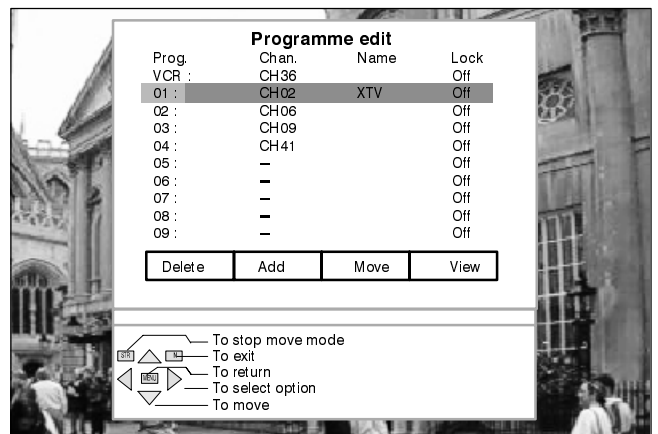 Programme edit
Prog. Chan. Name Lock
VCR : CH36 Off
01 : CH02 XTV Off
02 : CH06 Off
03 : CH09 Off
04 : CH41 Off
05 : – Off
06 : – Off
07 : – Off
08 : – Off
09 : – Off
Delete Add Move View
To stop move mode
STR N To exit
MENU To return
To select option
To move